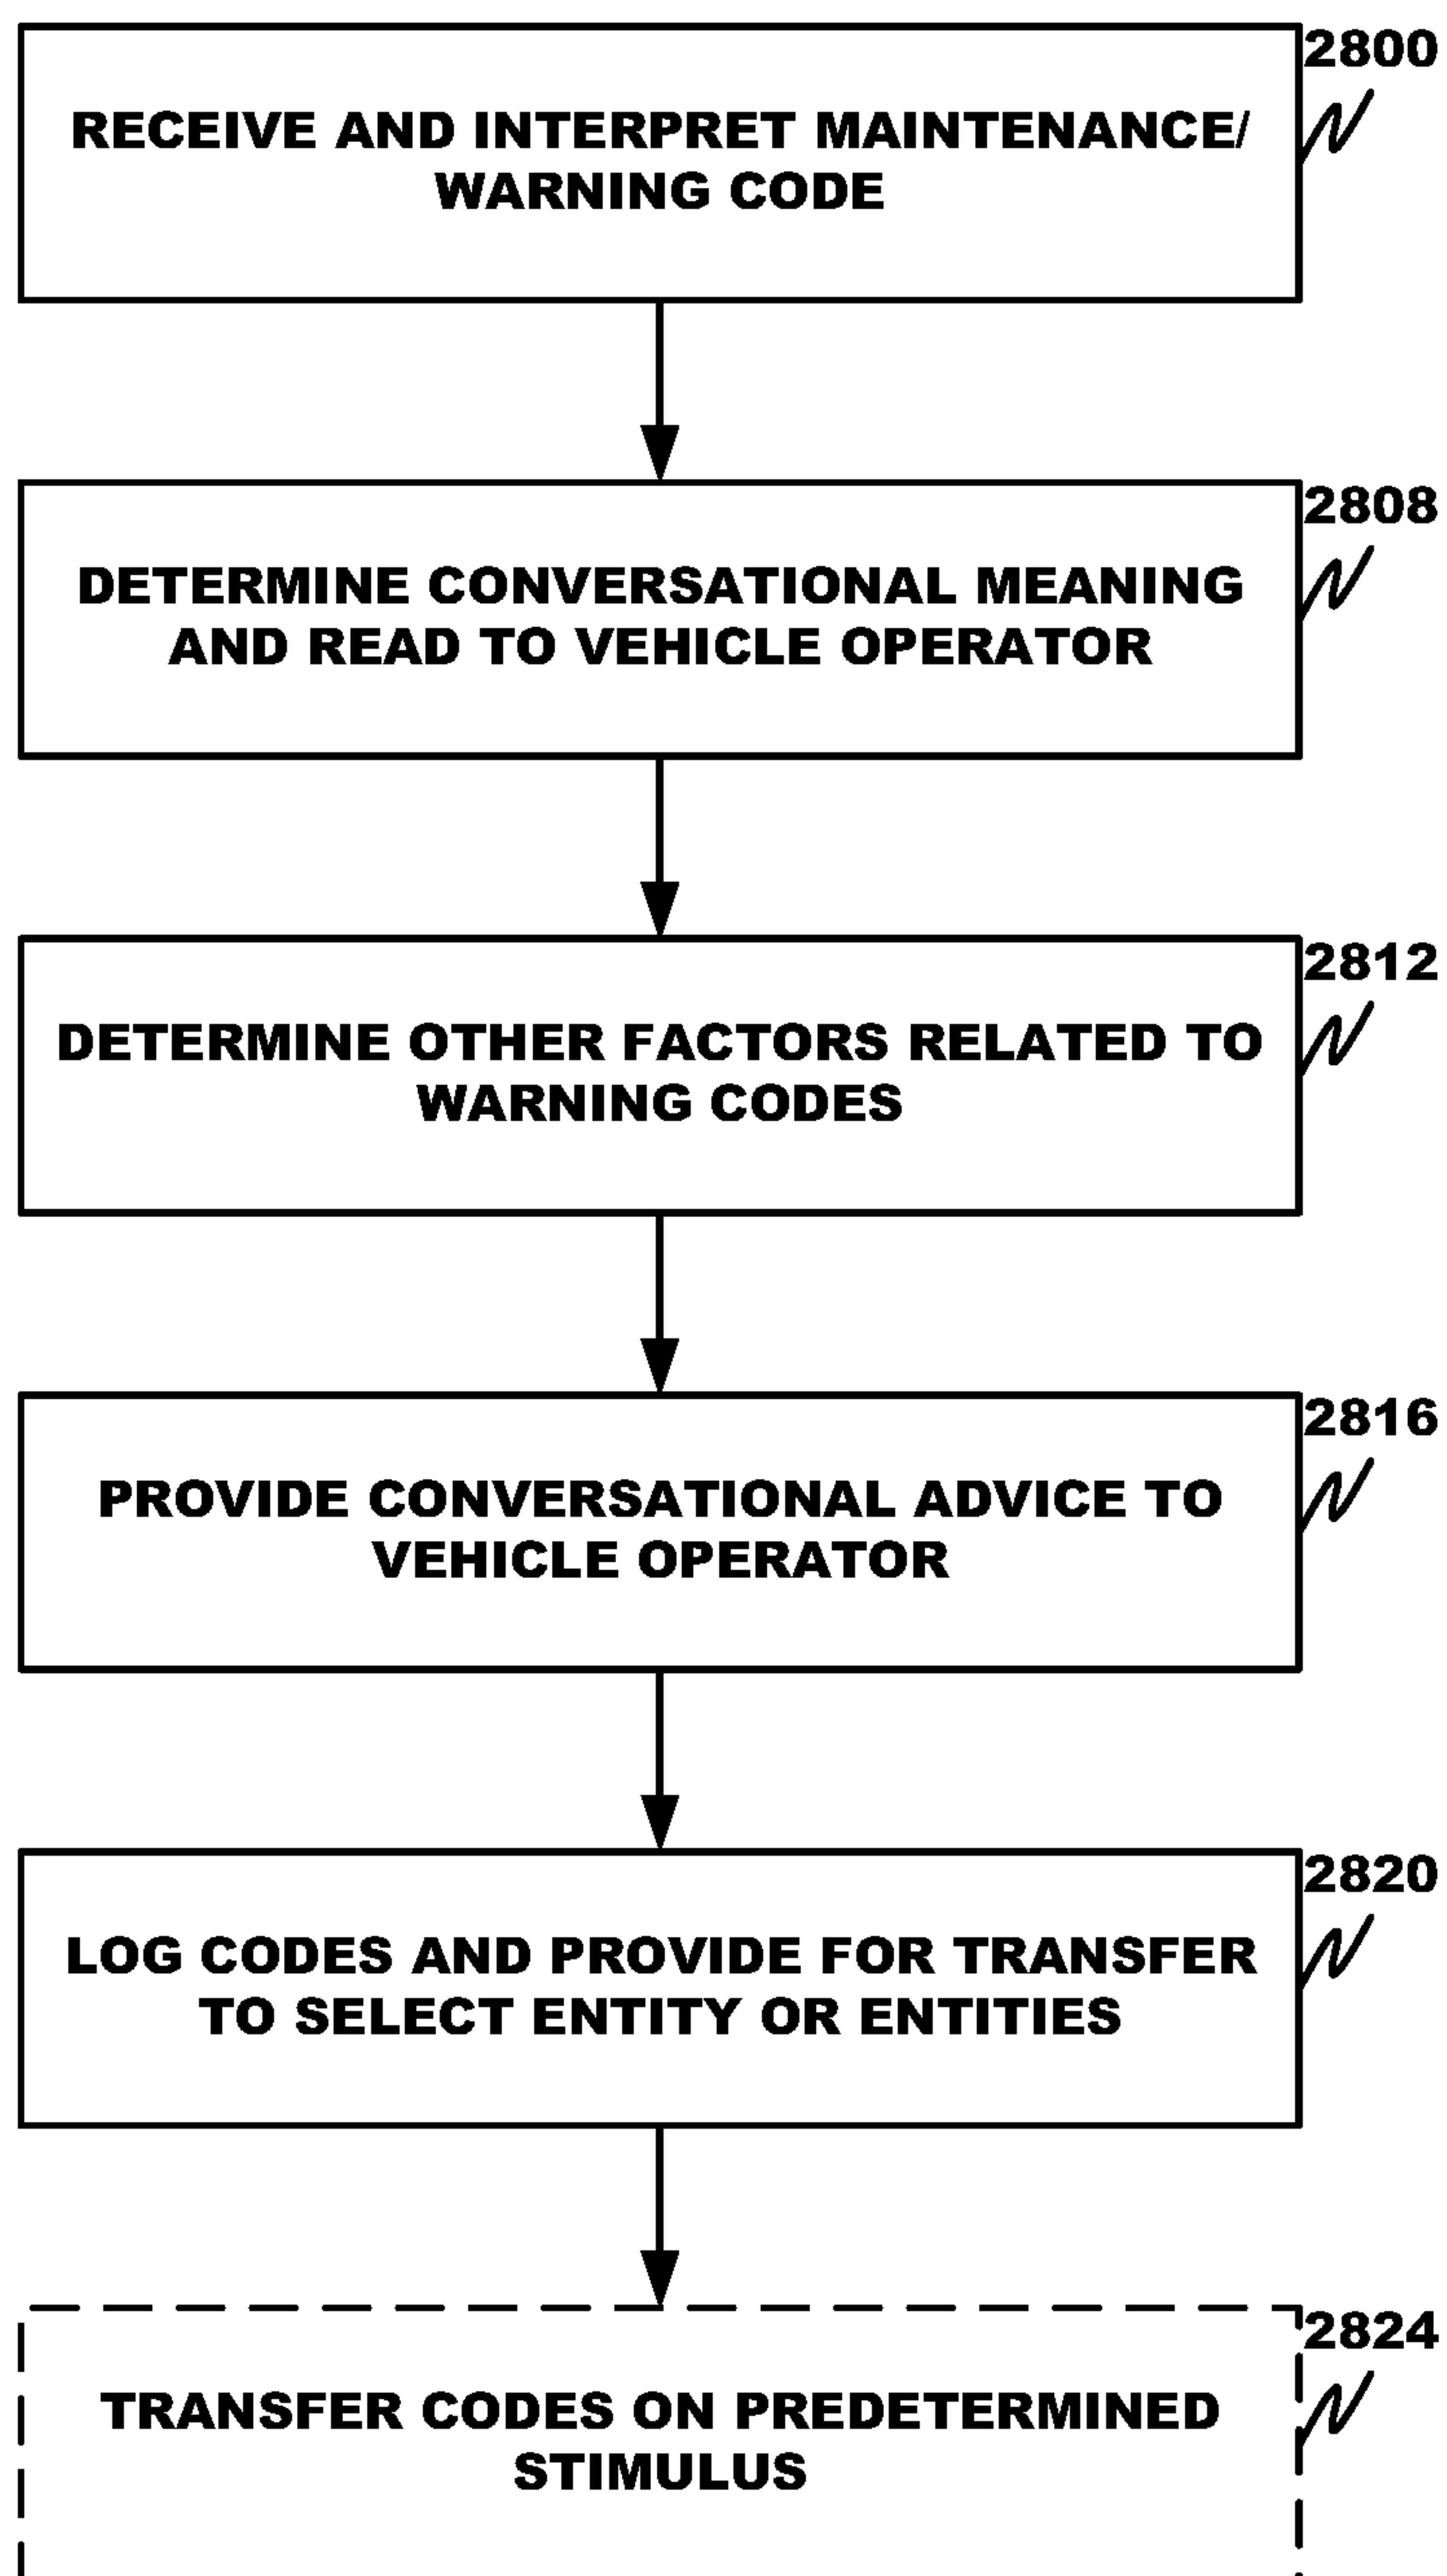 2800
RECEIVE AND INTERPRET MAINTENANCE/
WARNING CODE
2808
DETERMINE CONVERSATIONAL MEANING
AND READ TO VEHICLE OPERATOR
2812
DETERMINE OTHER FACTORS RELATED TO
WARNING CODES
2816
PROVIDE CONVERSATIONAL ADVICE TO
VEHICLE OPERATOR
2820
LOG CODES AND PROVIDE FOR TRANSFER
TO SELECT ENTITY OR ENTITIES
2824
TRANSFER CODES ON PREDETERMINED
STIMULUS